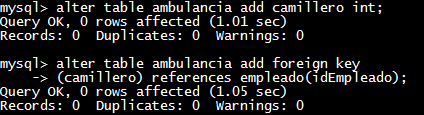 mysql> alter table ambulancia add camillero int;
Query OK, 0 rows affected (1.01 sec)
Records: 0  Duplicates: 0  Warnings: 0
mysql> alter table ambulancia add foreign key
    -> (camillero) references empleado(idEmpleado);
Query OK, 0 rows affected (1.05 sec)
Records: 0  Duplicates: 0  Warnings: 0